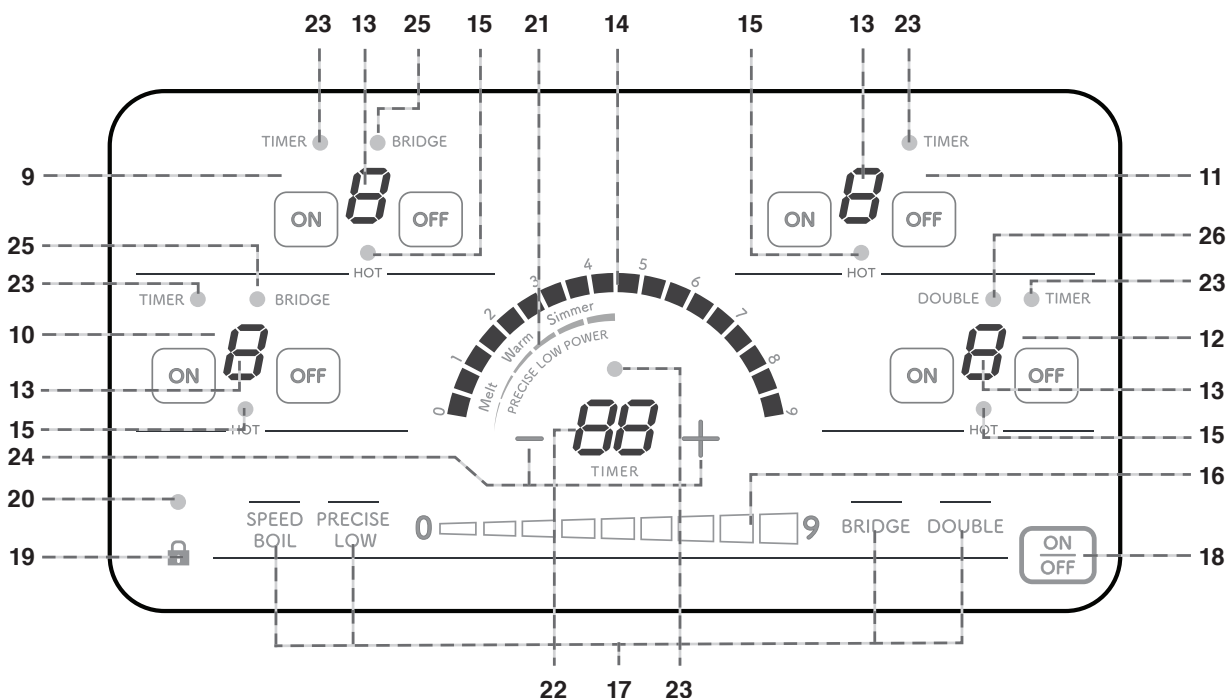 23 13 25 15 21 14 15 13 23
TIMER BRIDGE TIMER
9 8 8 11
ON OFF ON OFF
25 26
HOT HOT
23 TIMER BRIDGE DOUBLE TIMER 23
0 1 2 3 4 5 6 7 8 9
Melt Warm Simmer
PRECISE LOW POWER
10 8 8 12
ON OFF ON OFF
13 13
88
15 HOT HOT 15
− +
24 TIMER
16
20
SPEED BOIL PRECISE LOW 0 9 BRIDGE DOUBLE
19 ON OFF 18
22 17 23